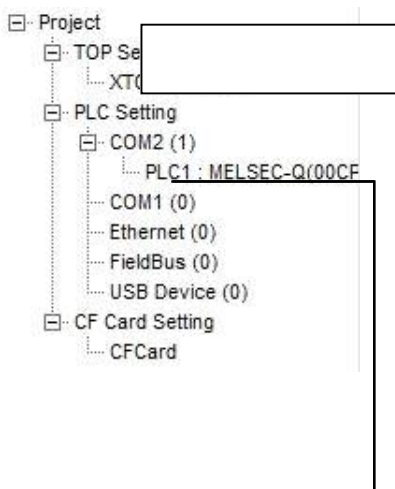 Project
TOP Se
XTO
PLC Setting
COM2 (1)
PLC1 : MELSEC-Q(00CF
COM1 (0)
Ethernet (0)
FieldBus (0)
USB Device (0)
CF Card Setting
CFCard